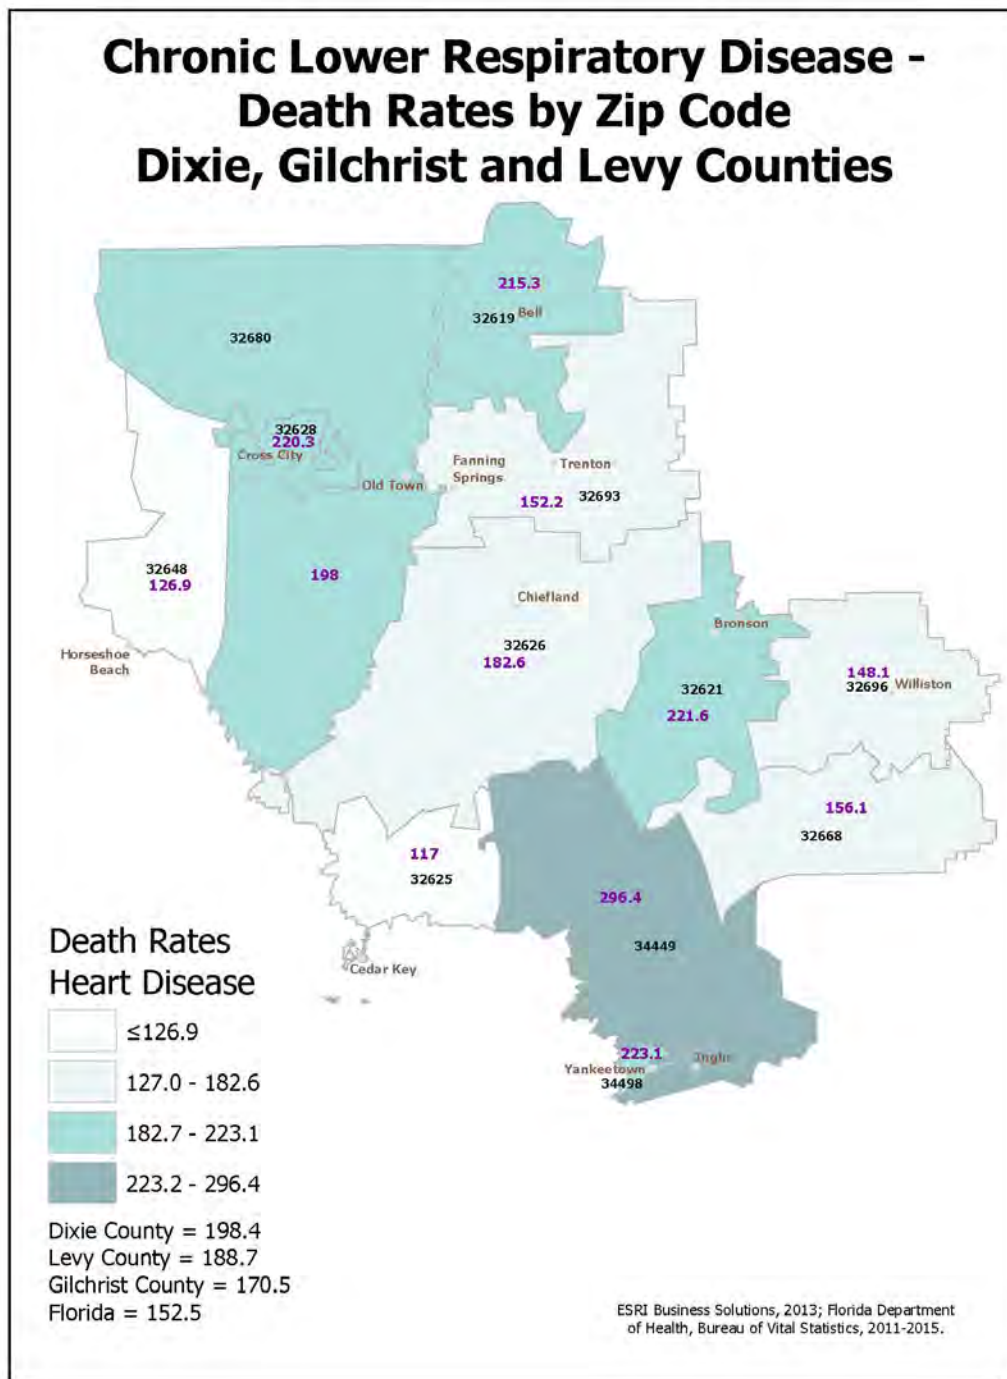 Chronic Lower Respiratory Disease -
Death Rates by Zip Code
Dixie, Gilchrist and Levy Counties
215.3
32619 Bell
32680
32628
220.3
Cross City
Old Town
Fanning
Springs
Trenton
152.2
32693
32648
126.9
198
Chiefland
Horseshoe
Beach
32626
182.6
Bronson
32621
221.6
148.1
32696 Williston
156.1
32668
117
32625
296.4
34449
Cedar Key
223.1
Yankeetown
34498
Death Rates
Heart Disease
≤126.9
127.0 - 182.6
182.7 - 223.1
223.2 - 296.4
Dixie County = 198.4
Levy County = 188.7
Gilchrist County = 170.5
Florida = 152.5
ESRI Business Solutions, 2013; Florida Department
of Health, Bureau of Vital Statistics, 2011-2015.